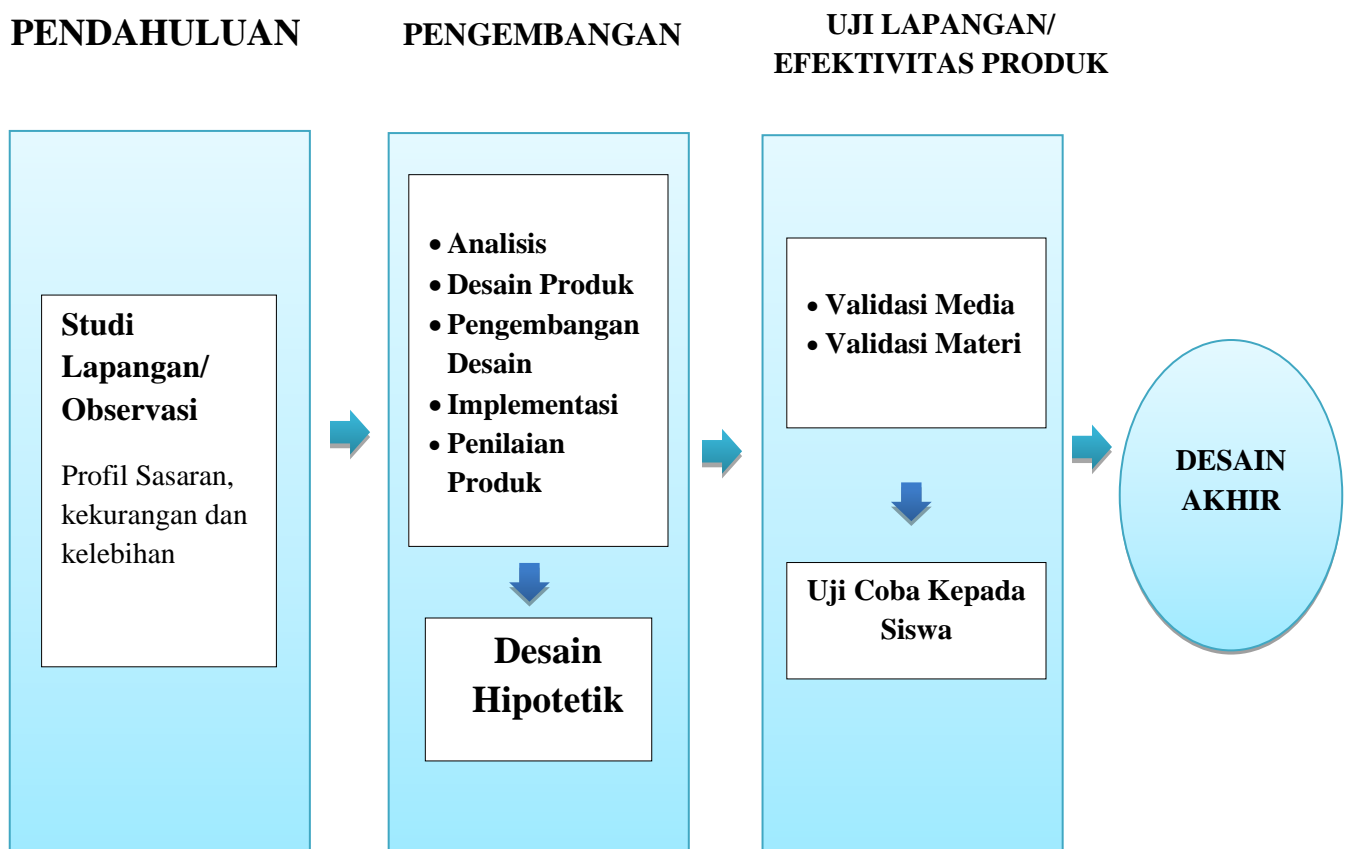 PENDAHULUAN
PENGEMBANGAN
UJI LAPANGAN/
EFEKTIVITAS PRODUK
Studi
Lapangan/
Observasi
Profil Sasaran,
kekurangan dan
kelebihan
• Analisis
• Desain Produk
• Pengembangan
Desain
• Implementasi
• Penilaian
Produk
Desain
Hipotetik
• Validasi Media
• Validasi Materi
Uji Coba Kepada
Siswa
DESAIN
AKHIR